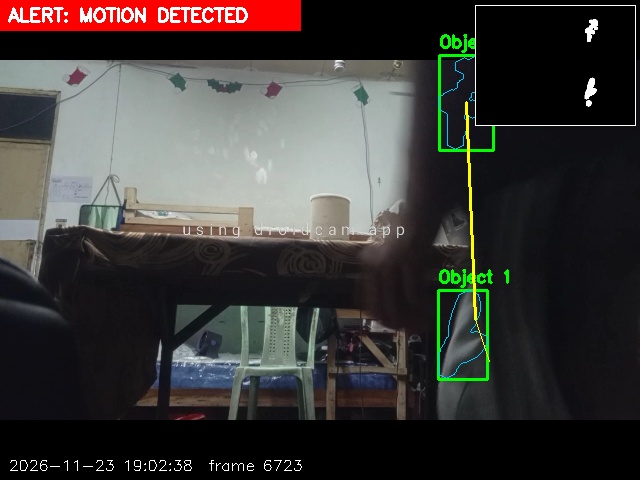 ALERT: MOTION DETECTED
Obje
using droidcam app
Object 1
2026-11-23 19:02:38 frame 6723